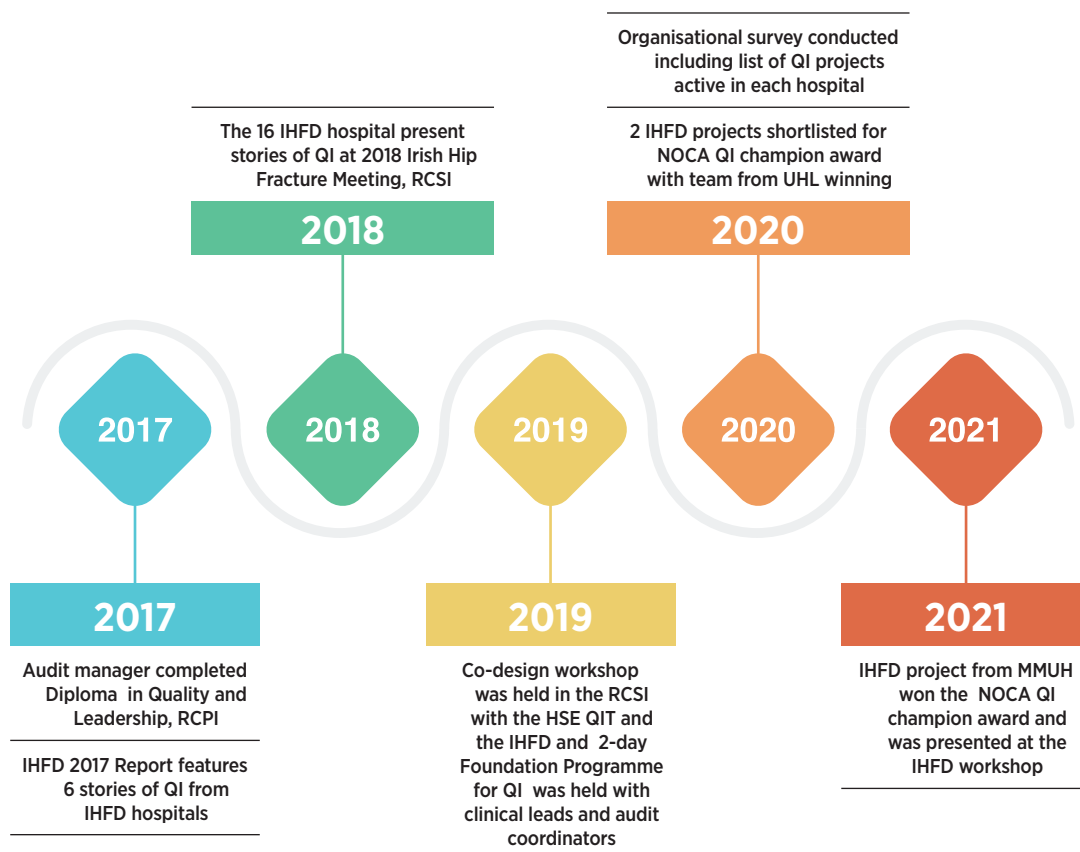 Organisational survey conducted
including list of QI projects
active in each hospital
The 16 IHFD hospital present
stories of QI at 2018 Irish Hip
Fracture Meeting, RCSI
2 IHFD projects shortlisted for
NOCA QI champion award
with team from UHL winning
2018
2020
2017
2018
2019
2020
2021
2017
Audit manager completed
Diploma in Quality and
Leadership, RCPI
IHFD 2017 Report features
6 stories of QI from
IHFD hospitals
2019
Co-design workshop
was held in the RCSI
with the HSE QIT and
the IHFD and 2-day
Foundation Programme
for QI was held with
clinical leads and audit
coordinators
2021
IHFD project from MMUH
won the NOCA QI
champion award and
was presented at the
IHFD workshop